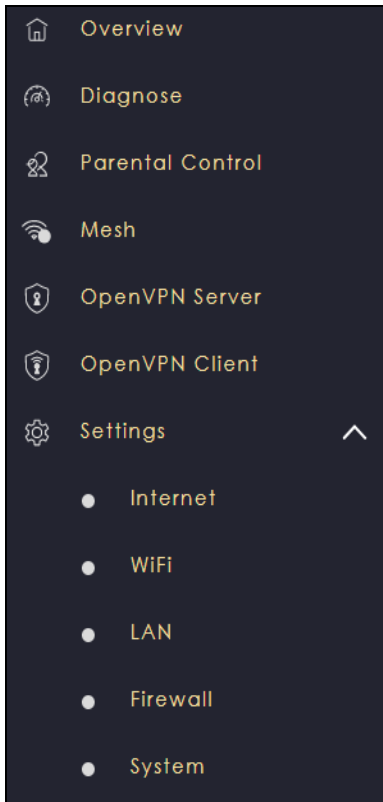 Overview
Diagnose
Parental Control
Mesh
OpenVPN Server
OpenVPN Client
Settings
Internet
WiFi
LAN
Firewall
System